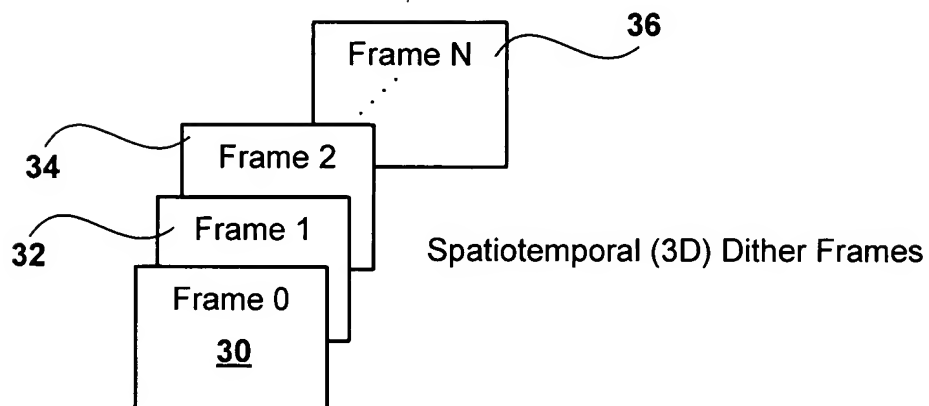 36
Frame N
34
Frame 2
32
Frame 1
Spatiotemporal (3D) Dither Frames
Frame 0
30